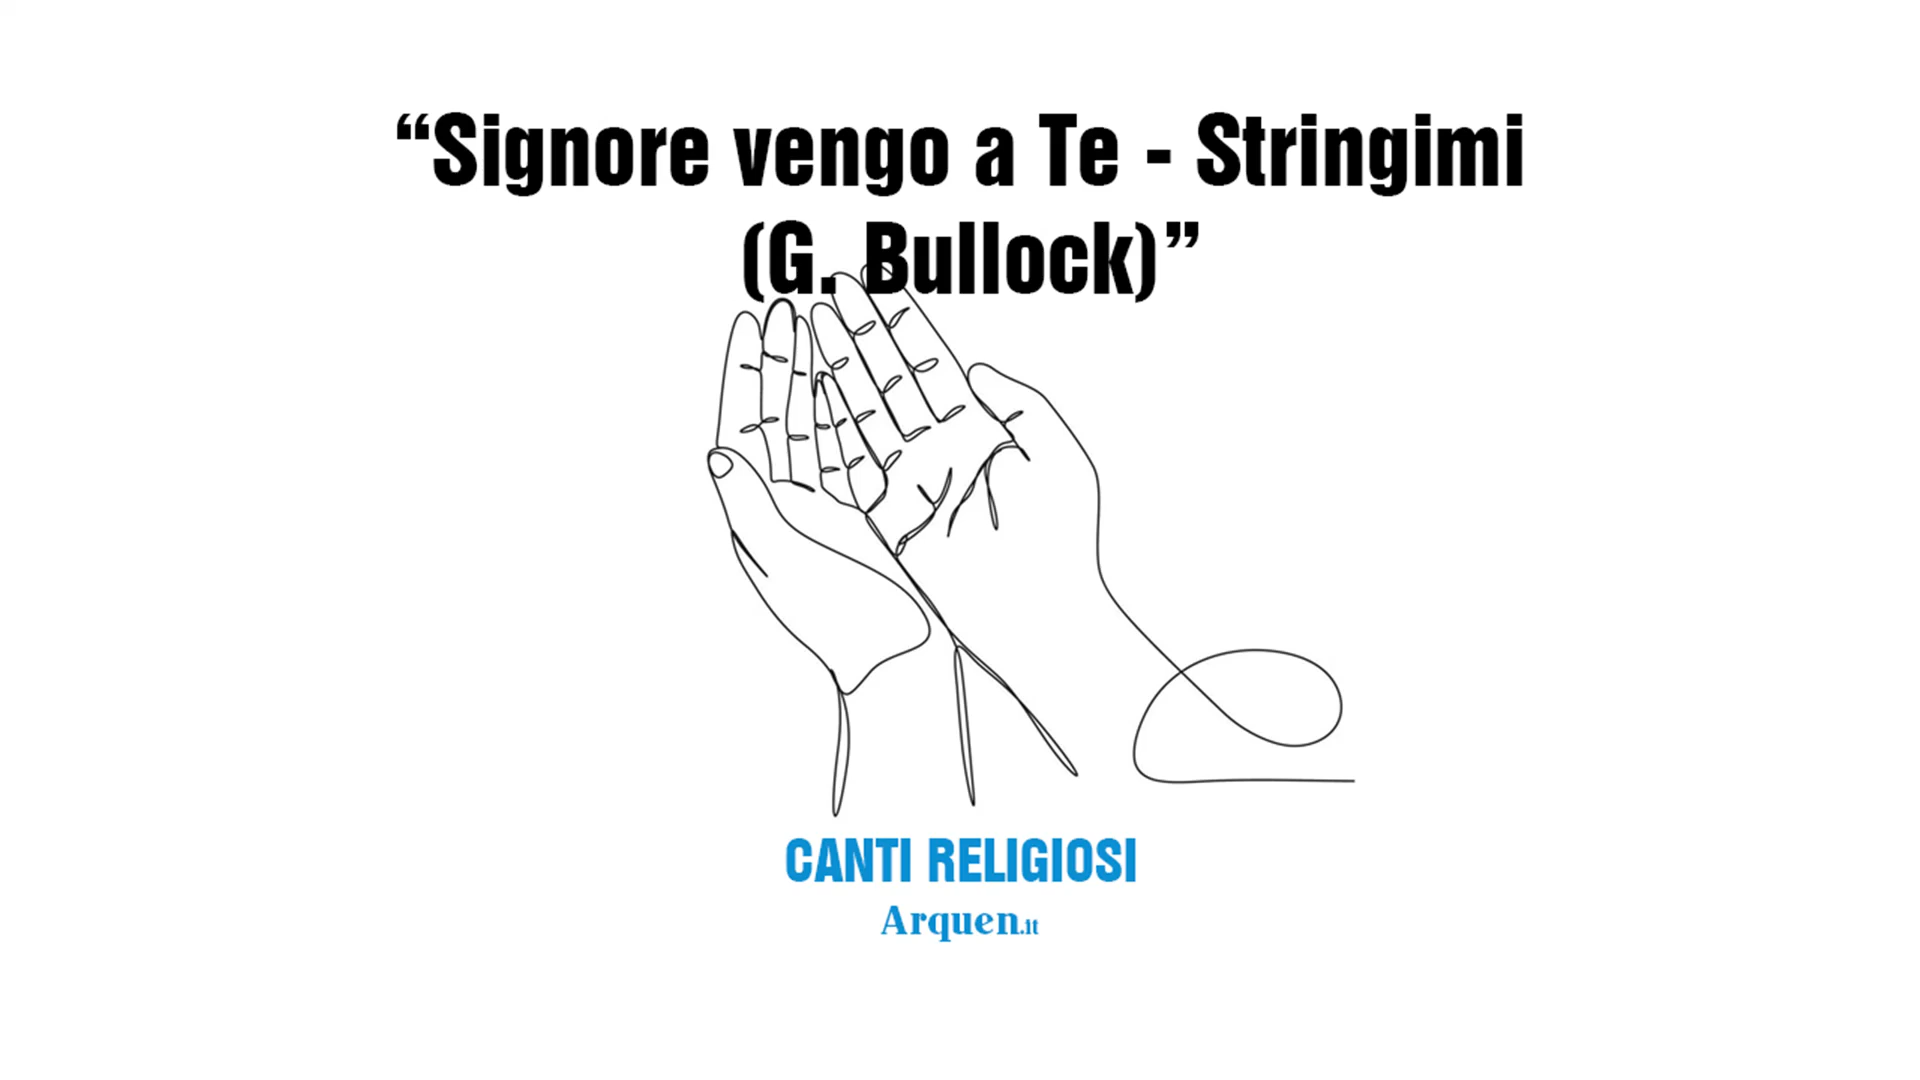 “Signore vengo a Te - Stringimi
(G. Bullock)”
CANTI RELIGIOSI
Arquen.it